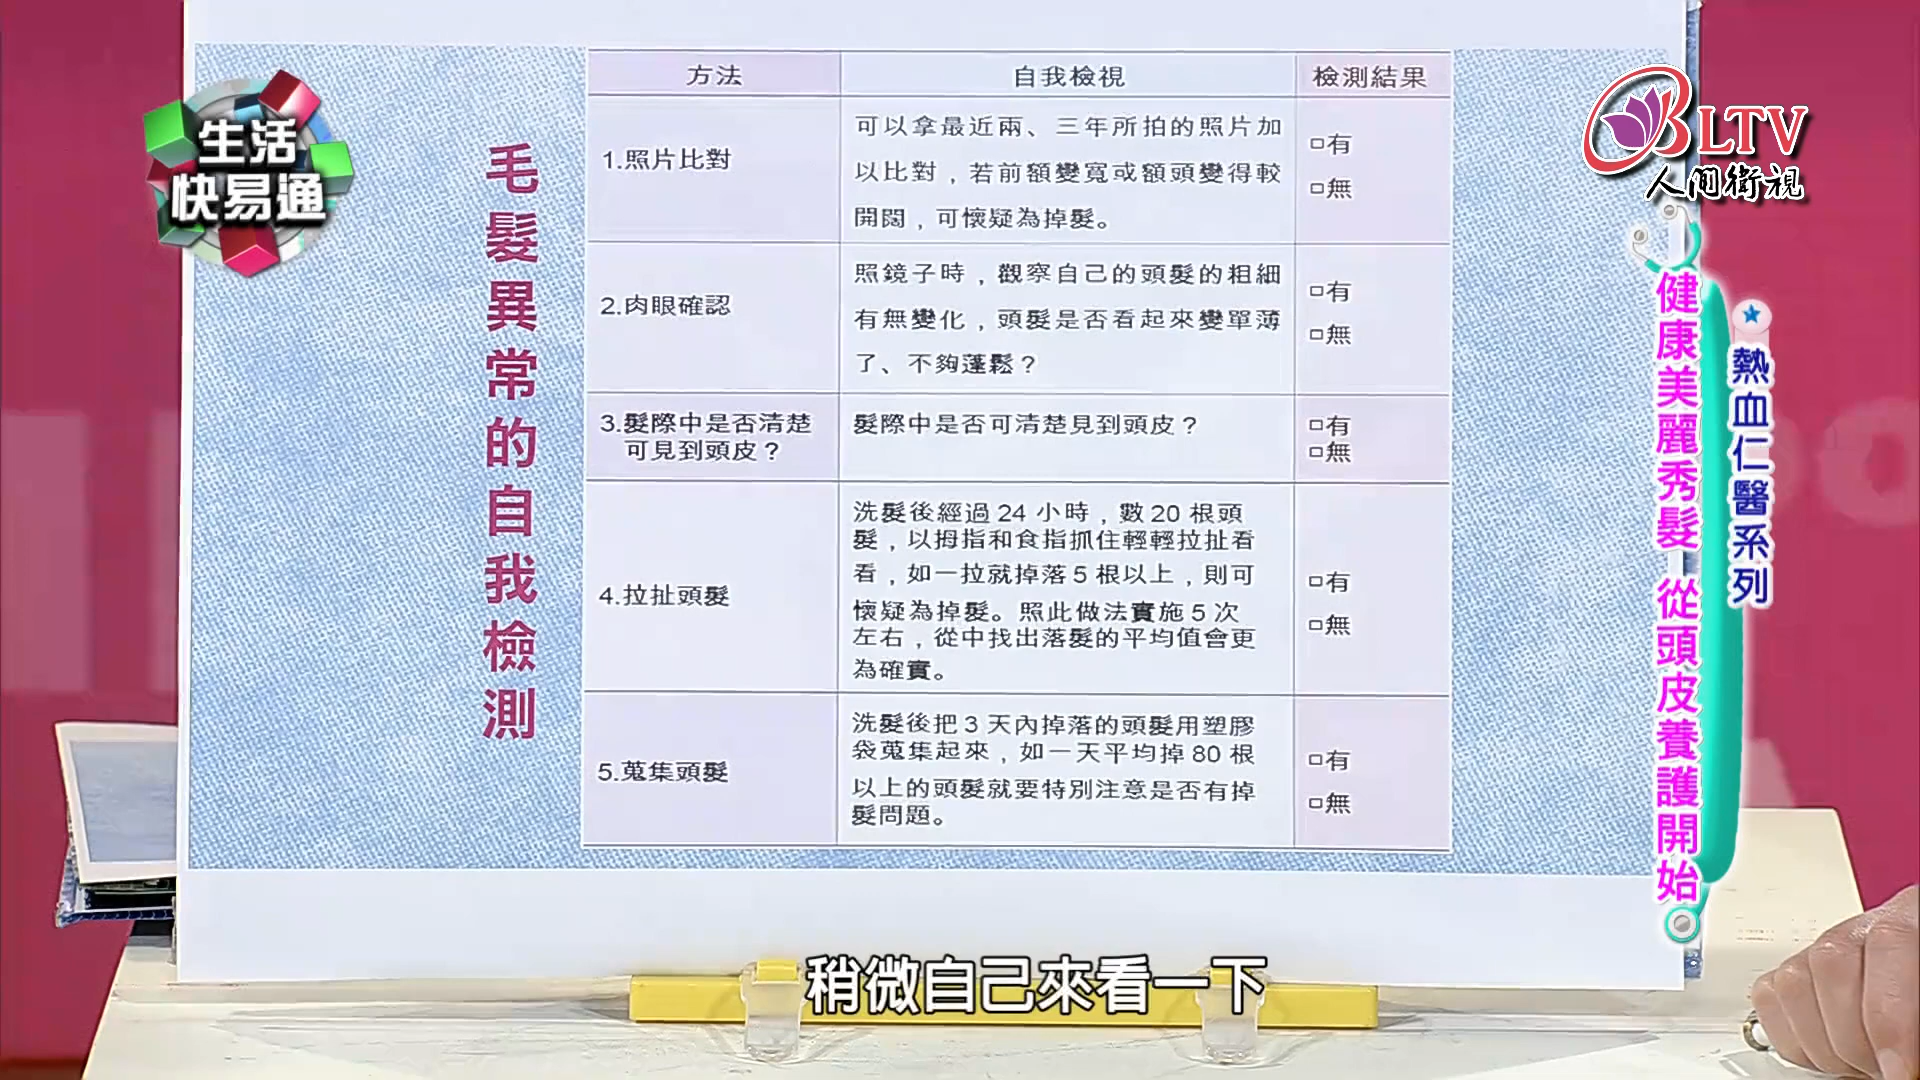 生活
快易通
BLTV
人間衛視
毛髮異常的自我檢測
方法
自我檢視
檢測結果
1.照片比對
可以拿最近兩、三年所拍的照片加
以比對，若前額變寬或額頭變得較
開闊，可懷疑為掉髮。
□有
□無
2.肉眼確認
照鏡子時，觀察自己的頭髮的粗細
有無變化，頭髮是否看起來變單薄
了、不夠蓬鬆？
□有
□無
3.髮際中是否清楚
可見到頭皮？
髮際中是否可清楚見到頭皮？
□有
□無
4.拉扯頭髮
洗髮後經過24小時，數20根頭
髮，以拇指和食指抓住輕輕拉扯看
看，如一拉就掉落5根以上，則可
懷疑為掉髮。照此做法實施5次
左右，從中找出落髮的平均值會更
為確實。
□有
□無
5.蒐集頭髮
洗髮後把3天內掉落的頭髮用塑膠
袋蒐集起來，如一天平均掉80根
以上的頭髮就要特別注意是否有掉
髮問題。
□有
□無
熱血仁醫系列
健康美麗秀髮 從頭皮養護開始
稍微自己來看一下